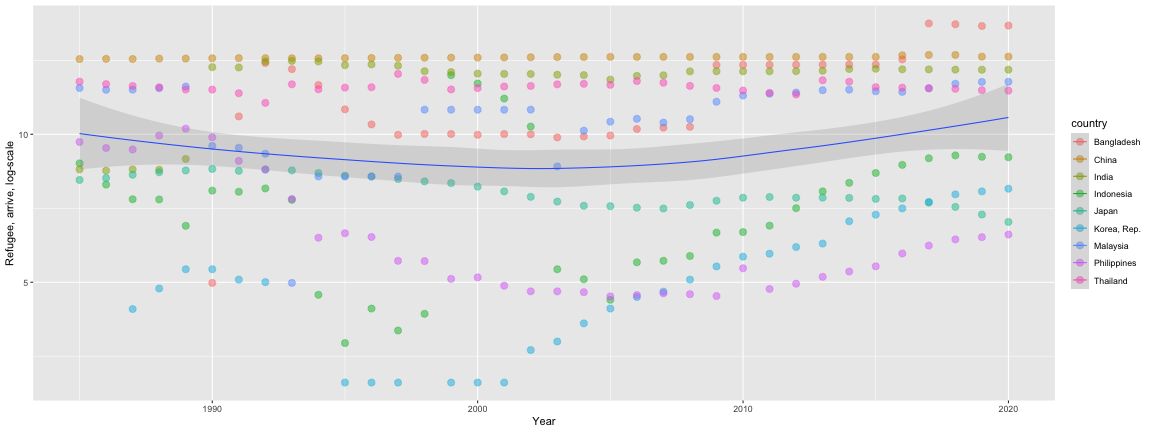 Refugee, arrive, log-scale
10
5
1990
2000
2010
2020
Year
country
Bangladesh
China
India
Indonesia
Japan
Korea, Rep.
Malaysia
Philippines
Thailand